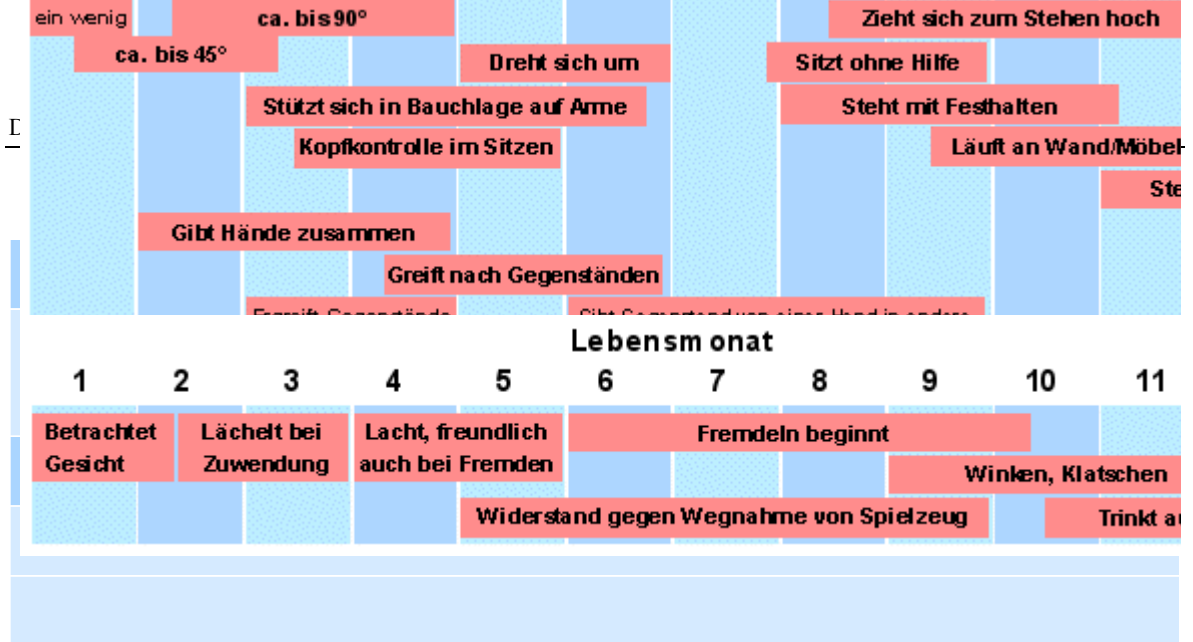 ein wenig
ca. bis 90°
Zieht sich zum Stehen hoch
ca. bis 45°
Dreht sich um
Sitzt ohne Hilfe
Stützt sich in Bauchlage auf Arme
Steht mit Festhalten
D
Kopfkontrolle im Sitzen
Läuft an Wand/Möbel
Ste
Gibt Hände zusammen
Greift nach Gegenständen
Lebensmonat
1 2 3 4 5 6 7 8 9 10 11
Betrachtet
Gesicht
Lächelt bei
Zuwendung
Lacht, freundlich
auch bei Fremden
Fremdeln beginnt
Winken, Klatschen
Widerstand gegen Wegnahme von Spielzeug
Trinkt a